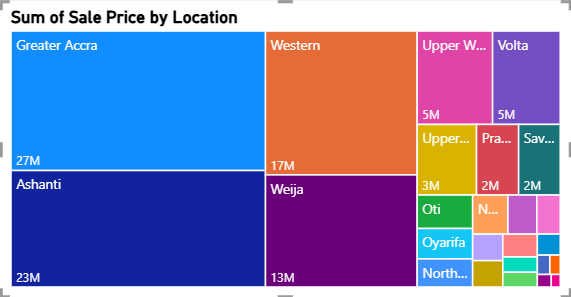 Sum of Sale Price by Location
Greater Accra
27M
Ashanti
23M
Western
17M
Weija
13M
Upper W...
5M
Volta
5M
Upper...
3M
Pra...
2M
Sav...
2M
Oti
N...
Oyarifa
North...